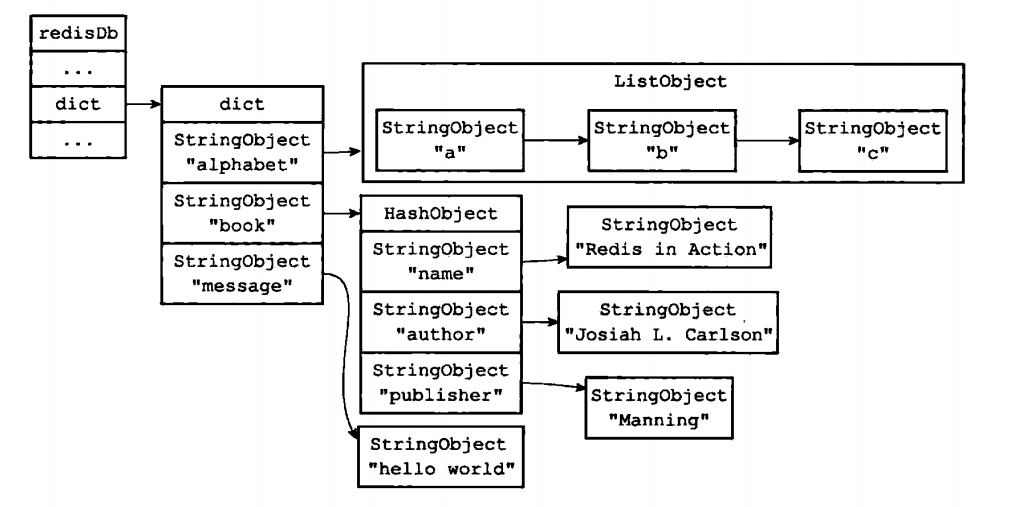 redisDb
...
dict
...
dict
StringObject
"alphabet"
StringObject
"book"
StringObject
"message"
ListObject
StringObject
"a"
StringObject
"b"
StringObject
"c"
HashObject
StringObject
"name"
StringObject
"author"
StringObject
"publisher"
StringObject
"Redis in Action"
StringObject
"Josiah L. Carlson"
StringObject
"Manning"
StringObject
"hello world"